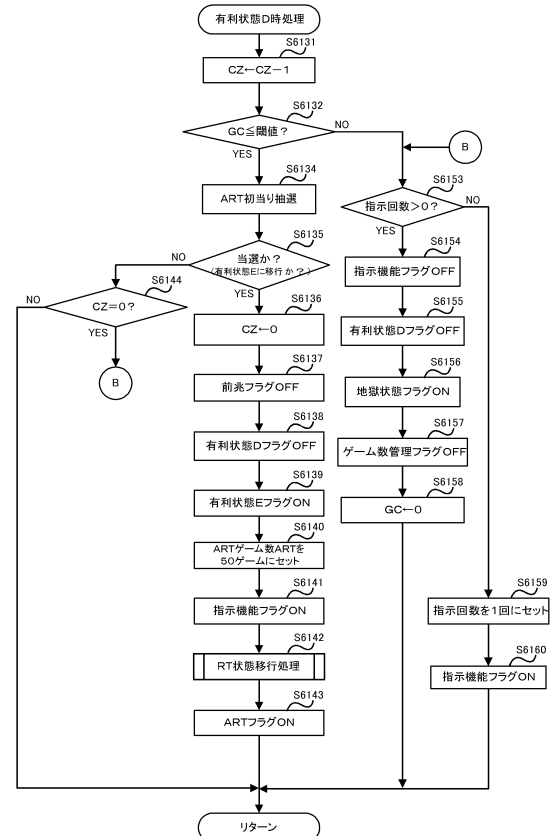 有利状態D時処理
S6131
CZ←CZ－1
S6132
GC≦閾値？
NO
YES
B
S6134
ART初当り抽選
S6153
指示回数＞0？
NO
YES
S6135
当選か？
(有利状態Eに移行か？)
NO
YES
S6154
指示機能フラグOFF
S6144
CZ＝0？
NO
YES
B
S6136
CZ←0
S6155
有利状態DフラグOFF
S6137
前兆フラグOFF
S6156
地獄状態フラグON
S6138
有利状態DフラグOFF
S6157
ゲーム数管理フラグOFF
S6139
有利状態EフラグON
S6158
GC←0
S6140
ARTゲーム数ARTを
50ゲームにセット
S6141
指示機能フラグON
S6159
指示回数を1回にセット
S6142
RT状態移行処理
S6160
指示機能フラグON
S6143
ARTフラグON
リターン